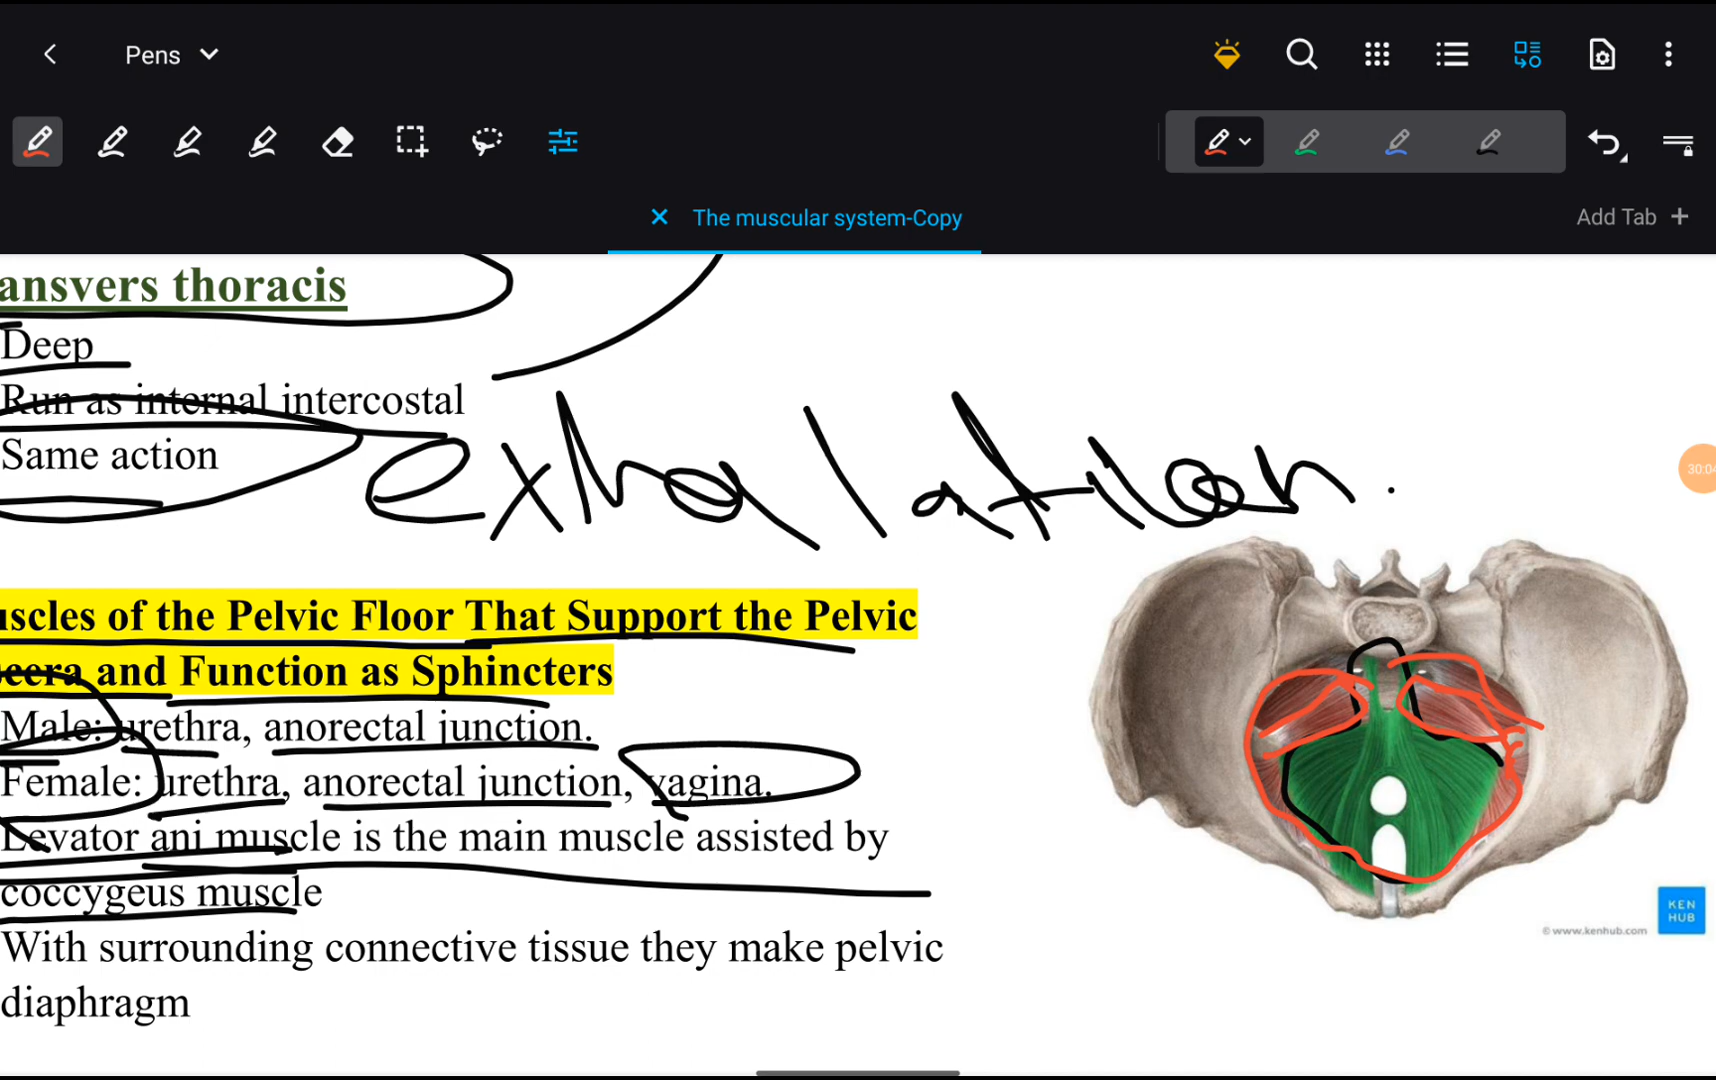 Pens
The muscular system-Copy
Add Tab
ansvers thoracis
Deep
Run as internal intercostal
Same action
exhalation.
30:04
uscles of the Pelvic Floor That Support the Pelvic
cera and Function as Sphincters
Male: urethra, anorectal junction.
Female: urethra, anorectal junction, vagina.
Levator ani muscle is the main muscle assisted by
coccygeus muscle
With surrounding connective tissue they make pelvic
diaphragm
KEN
HUB
© www.kenhub.com